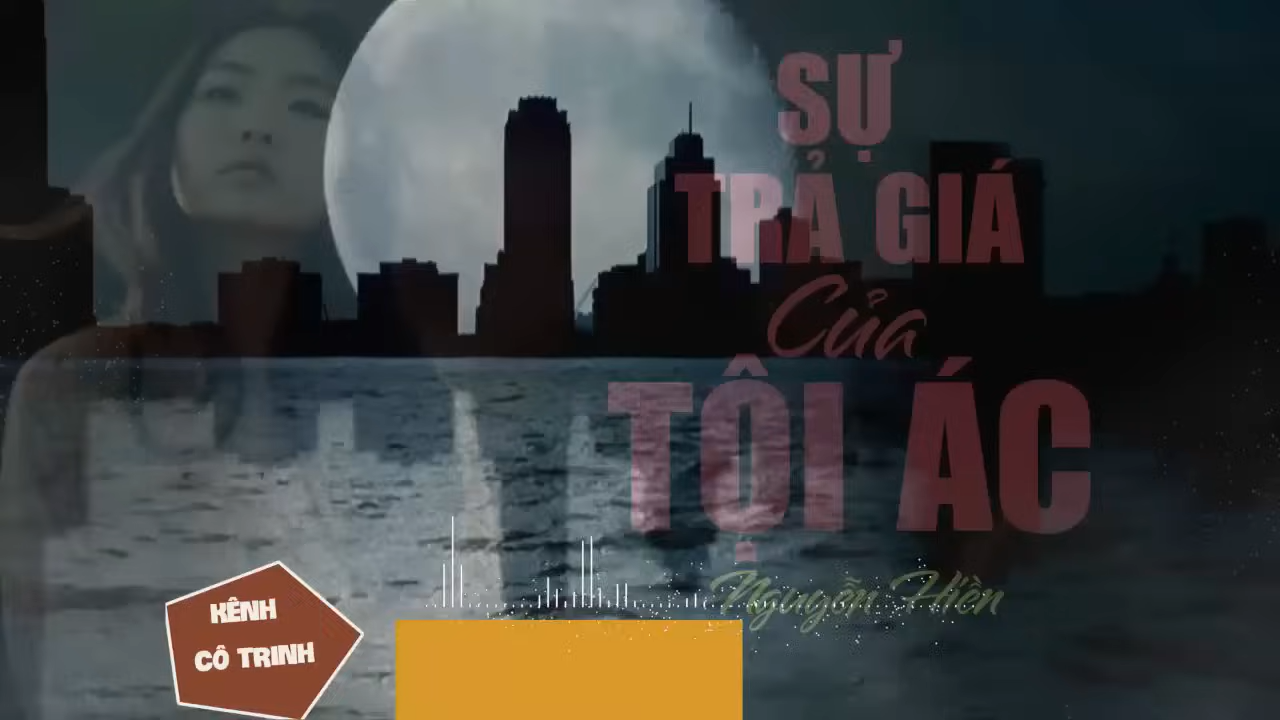 SỰ
TRẢ GIÁ
Của
TỘI ÁC
Nguyễn Hiền
KÊNH
CÔ TRINH